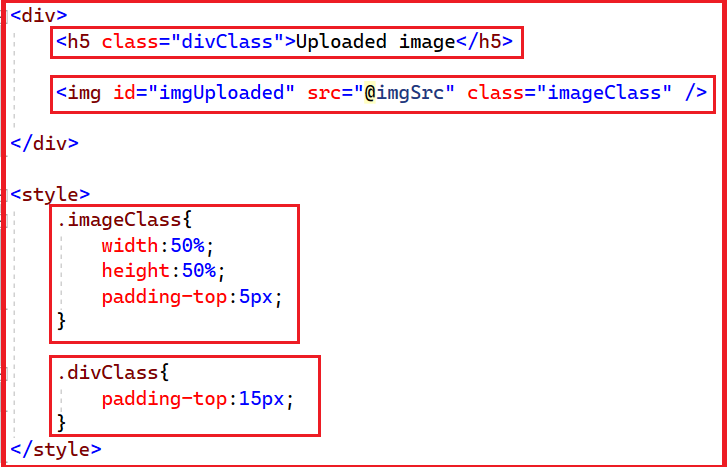 <div>
<h5 class="divClass">Uploaded image</h5>
<img id="imgUploaded" src="@imgSrc" class="imageClass" />
</div>
<style>
.imageClass{
width:50%;
height:50%;
padding-top:5px;
}
.divClass{
padding-top:15px;
}
</style>